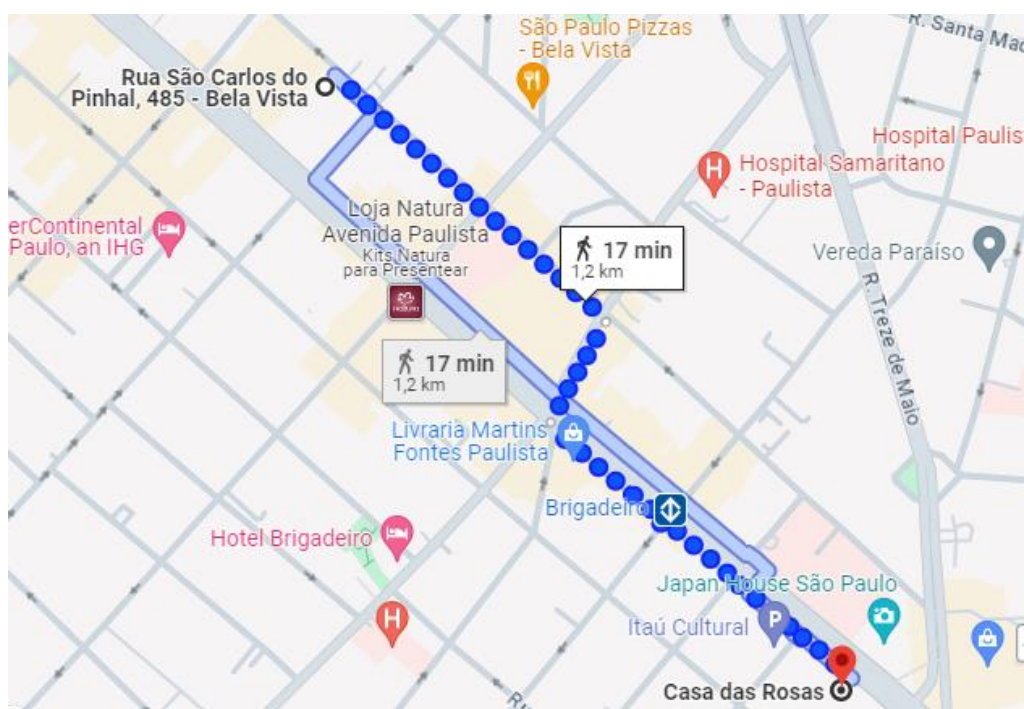 São Paulo Pizzas
- Bela Vista
R. Santa Mac
Rua São Carlos do
Pinhal, 485 - Bela Vista
Hospital Paulis
Hospital Samaritano
- Paulista
erContinental
Paulo, an IHG
Loja Natura
Avenida Paulista
Kits Natura
para Presentear
17 min
1,2 km
Vereda Paraíso
R. Treze de Maio
17 min
1,2 km
Livraria Martins
Fontes Paulista
Brigadeiro
Hotel Brigadeiro
Japan House São Paulo
Itaú Cultural
Casa das Rosas